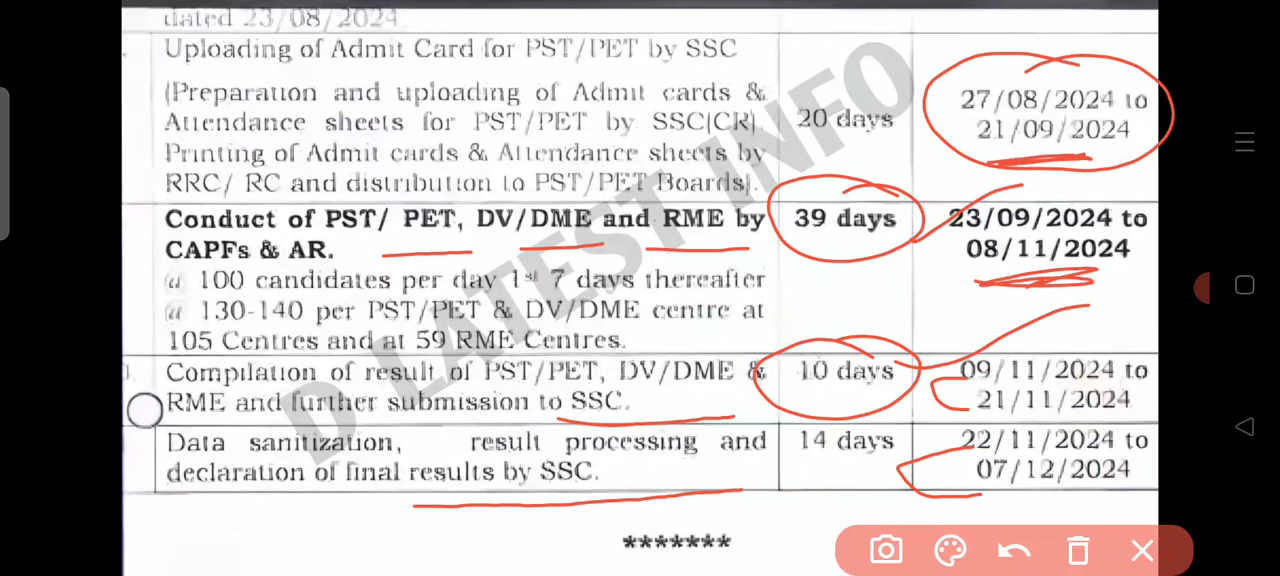 dated 23/08/2024
Uploading of Admit Card for PST/PET by SSC
(Preparation and uploading of Admit cards &
Attendance sheets for PST/PET by SSC(CR).
Printing of Admit cards & Attendance sheets by
RRC/ RC and distribution to PST/PET Boards).
20 days
27/08/2024 to
21/09/2024
Conduct of PST/ PET, DV/DME and RME by
CAPFs & AR.
@ 100 candidates per day 1st 7 days thereafter
@ 130-140 per PST/PET & DV/DME centre at
105 Centres and at 59 RME Centres.
39 days
23/09/2024 to
08/11/2024
Compilation of result of PST/PET, DV/DME &
RME and further submission to SSC.
10 days
09/11/2024 to
21/11/2024
Data sanitization, result processing and
declaration of final results by SSC.
14 days
22/11/2024 to
07/12/2024
*******
D LATEST INFO